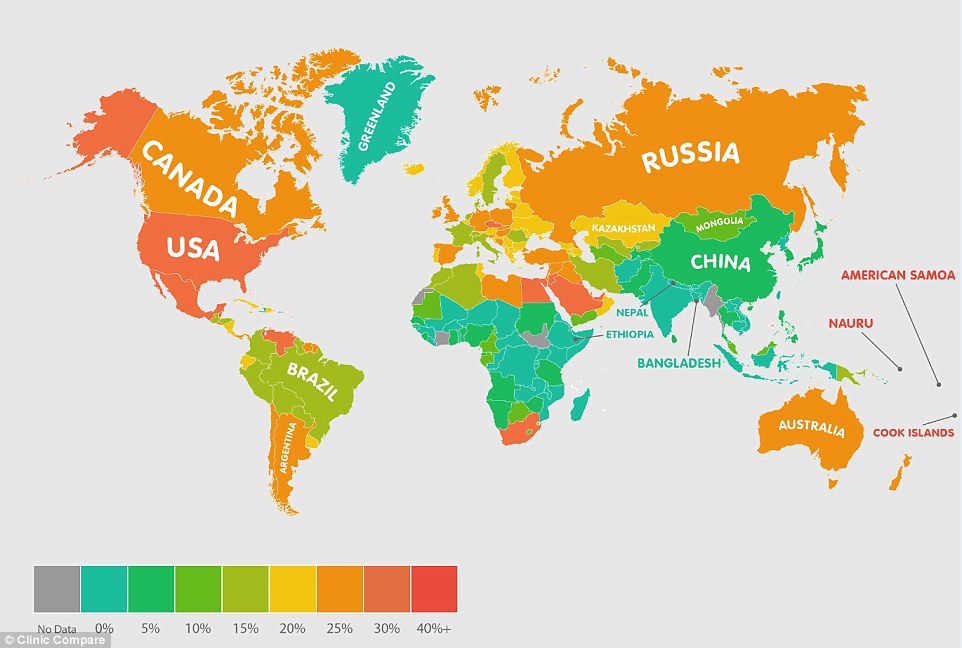 GREENLAND
CANADA
RUSSIA
USA
KAZAKHSTAN
MONGOLIA
CHINA
AMERICAN SAMOA
NEPAL
NAURU
ETHIOPIA
BANGLADESH
BRAZIL
ARGENTINA
AUSTRALIA
COOK ISLANDS
No Data 0% 5% 10% 15% 20% 25% 30% 40%+
© Clinic Compare